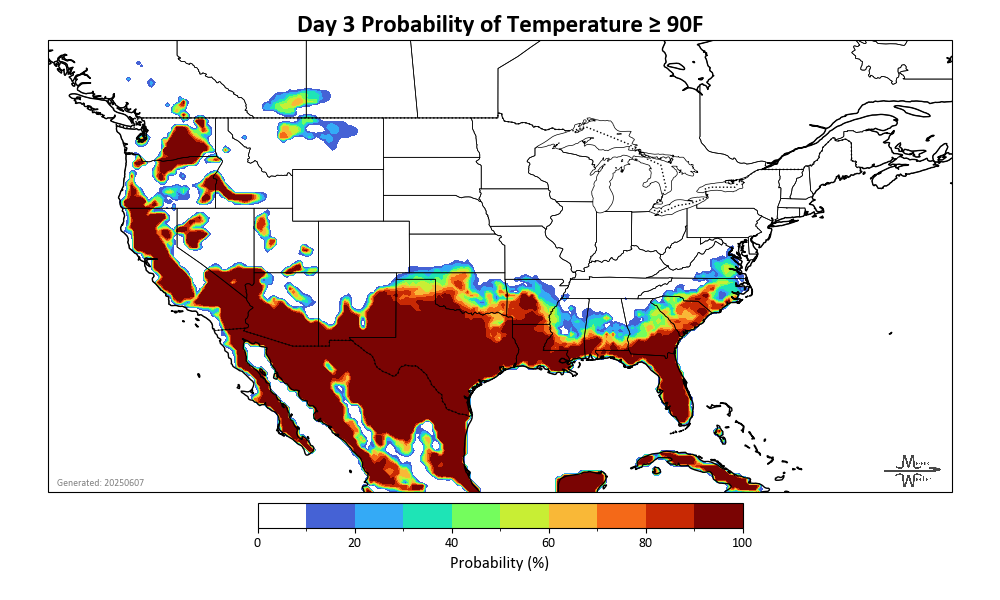 Day 3 Probability of Temperature ≥ 90F
Generated: 20250607
0 20 40 60 80 100
Probability (%)